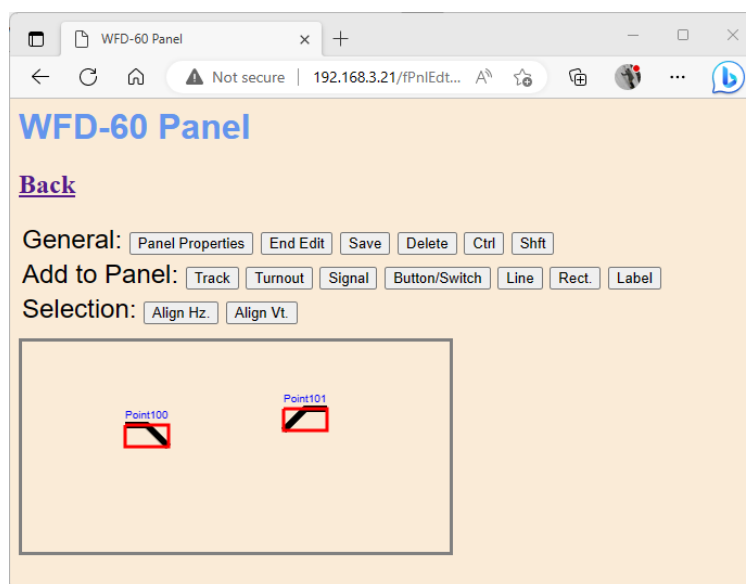 WFD-60 Panel
Not secure | 192.168.3.21/fPnlEdt...
WFD-60 Panel
Back
General: Panel Properties End Edit Save Delete Ctrl Shft
Add to Panel: Track Turnout Signal Button/Switch Line Rect. Label
Selection: Align Hz. Align Vt.
Point101
Point100